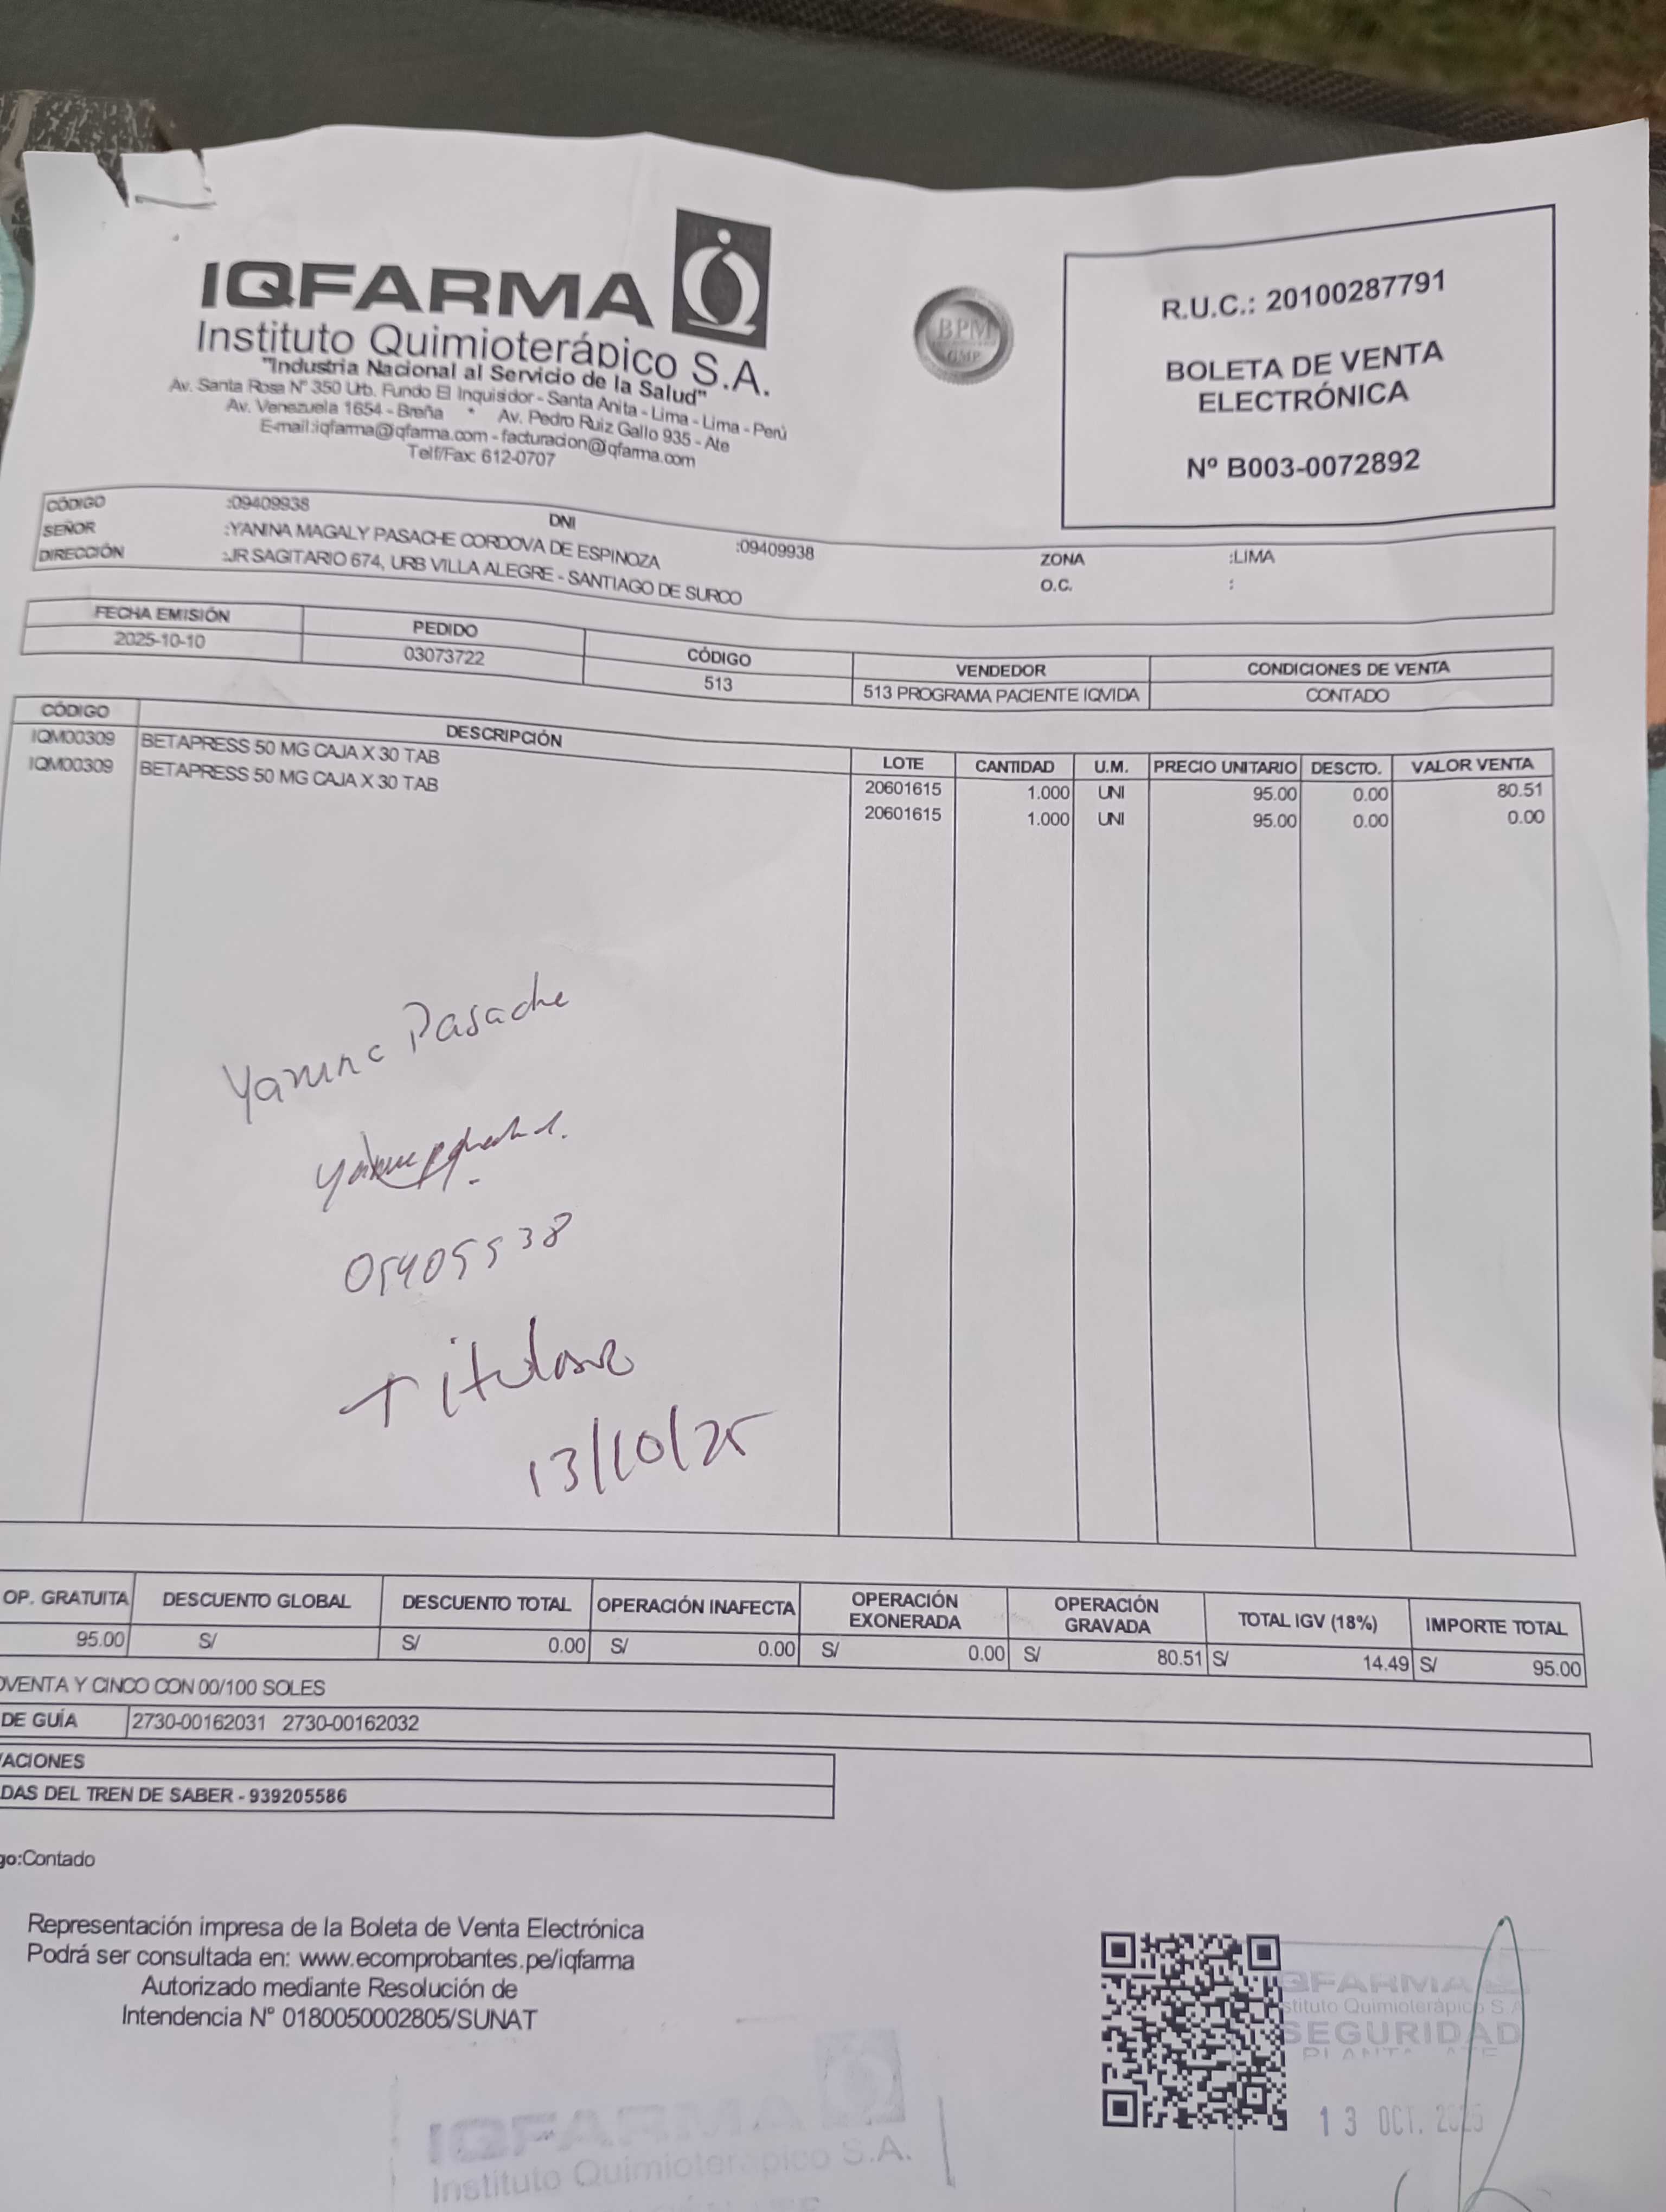 IQFARMA
Instituto Quimioterápico S.A.
"Industria Nacional al Servicio de la Salud"
Av. Santa Rosa N° 350 Urb. Fundo El Inquisidor - Santa Anita - Lima - Lima - Perú
Av. Venezuela 1654 - Breña * Av. Pedro Ruiz Gallo 935 - Ate
E-mail:iqfarma@iqfarma.com - facturacion@iqfarma.com
Telf/Fax: 612-0707
BPM
GMP
R.U.C.: 20100287791
BOLETA DE VENTA
ELECTRÓNICA
Nº B003-0072892
CÓDIGO :09409938 DNI :09409938
SEÑOR :YANINA MAGALY PASACHE CORDOVA DE ESPINOZA
DIRECCIÓN :JR SAGITARIO 674, URB VILLA ALEGRE - SANTIAGO DE SURCO
ZONA :LIMA
O.C. :
FECHA EMISIÓN PEDIDO CÓDIGO VENDEDOR CONDICIONES DE VENTA
2025-10-10 03073722 513 513 PROGRAMA PACIENTE IQVIDA CONTADO
CÓDIGO DESCRIPCIÓN LOTE CANTIDAD U.M. PRECIO UNITARIO DESCTO. VALOR VENTA
IQM00309 BETAPRESS 50 MG CAJA X 30 TAB 20601615 1.000 UNI 95.00 0.00 80.51
IQM00309 BETAPRESS 50 MG CAJA X 30 TAB 20601615 1.000 UNI 95.00 0.00 0.00
Yanina Pasache
09409938
Titular
13/10/25
OP. GRATUITA DESCUENTO GLOBAL DESCUENTO TOTAL OPERACIÓN INAFECTA OPERACIÓN EXONERADA OPERACIÓN GRAVADA TOTAL IGV (18%) IMPORTE TOTAL
95.00 S/ S/ 0.00 S/ 0.00 S/ 0.00 S/ 80.51 S/ 14.49 S/ 95.00
OVENTA Y CINCO CON 00/100 SOLES
DE GUÍA 2730-00162031 2730-00162032
ACIONES
DAS DEL TREN DE SABER - 939205586
go:Contado
Representación impresa de la Boleta de Venta Electrónica
Podrá ser consultada en: www.ecomprobantes.pe/iqfarma
Autorizado mediante Resolución de
Intendencia N° 0180050002805/SUNAT
IQFARMA
Instituto Quimioterápico S.A.
SEGURIDAD
PLANTA ATE
13 OCT. 2025
IQFARMA
Instituto Quimioterápico S.A.